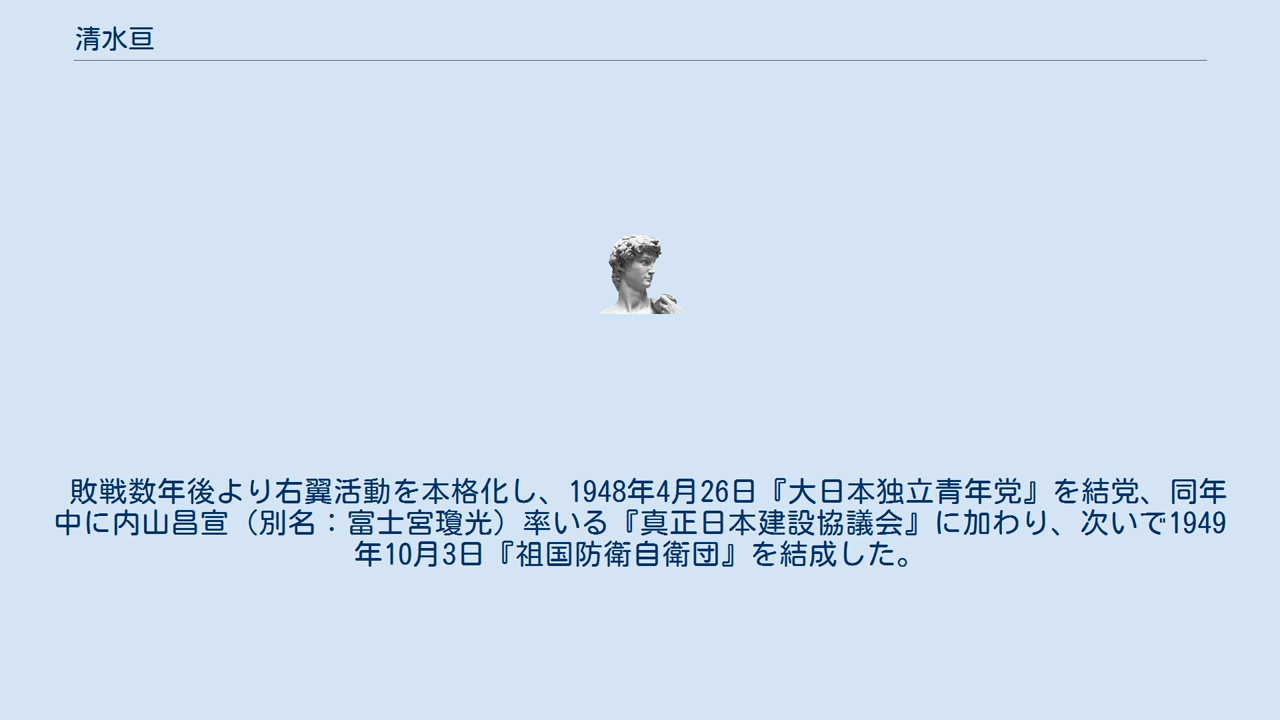 清水亘
敗戦数年後より右翼活動を本格化し、1948年4月26日『大日本独立青年党』を結党、同年
中に内山昌宣（別名：富士宮瓊光）率いる『真正日本建設協議会』に加わり、次いで1949
年10月3日『祖国防衛自衛団』を結成した。